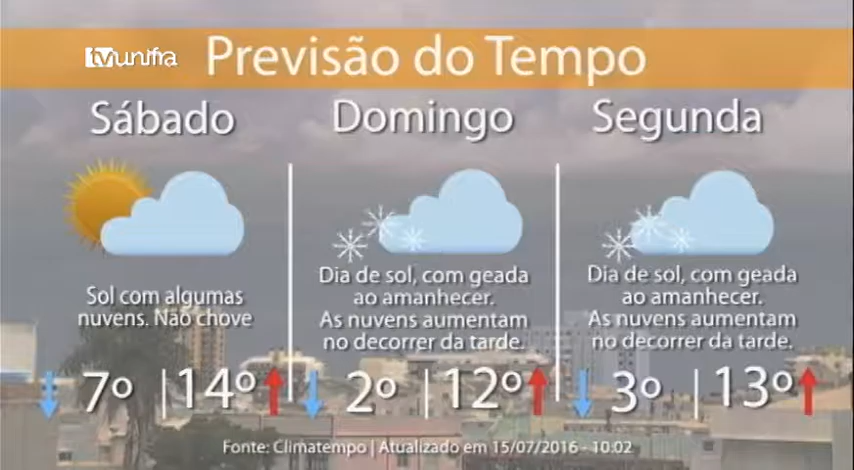 tvunifra
Previsão do Tempo
Sábado
Domingo
Segunda
Sol com algumas
nuvens. Não chove
Dia de sol, com geada
ao amanhecer.
As nuvens aumentam
no decorrer da tarde.
Dia de sol, com geada
ao amanhecer.
As nuvens aumentam
no decorrer da tarde.
7º | 14º
2º | 12º
3º | 13º
Fonte: Climatempo | Atualizado em 15/07/2016 - 10:02